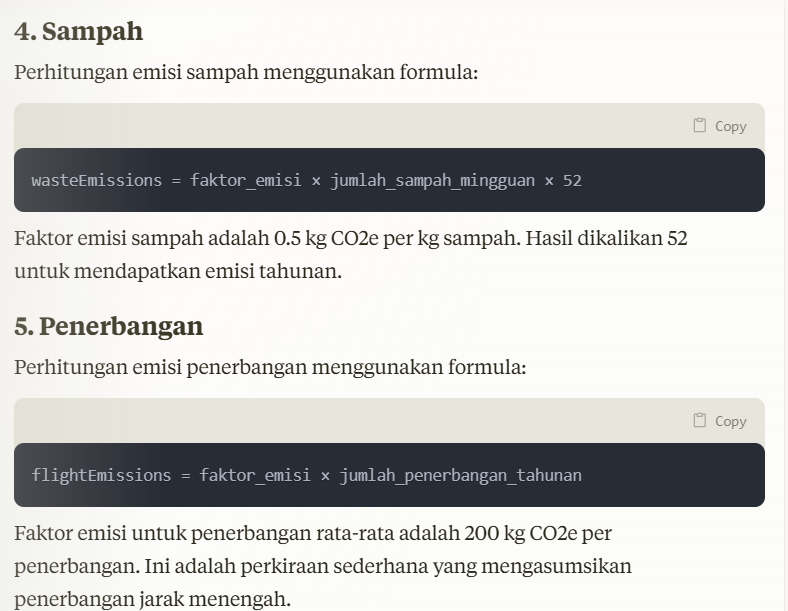 4. Sampah
Perhitungan emisi sampah menggunakan formula:
Copy
wasteEmissions = faktor_emisi × jumlah_sampah_mingguan × 52
Faktor emisi sampah adalah 0.5 kg CO2e per kg sampah. Hasil dikalikan 52
untuk mendapatkan emisi tahunan.
5. Penerbangan
Perhitungan emisi penerbangan menggunakan formula:
Copy
flightEmissions = faktor_emisi × jumlah_penerbangan_tahunan
Faktor emisi untuk penerbangan rata-rata adalah 200 kg CO2e per
penerbangan. Ini adalah perkiraan sederhana yang mengasumsikan
penerbangan jarak menengah.